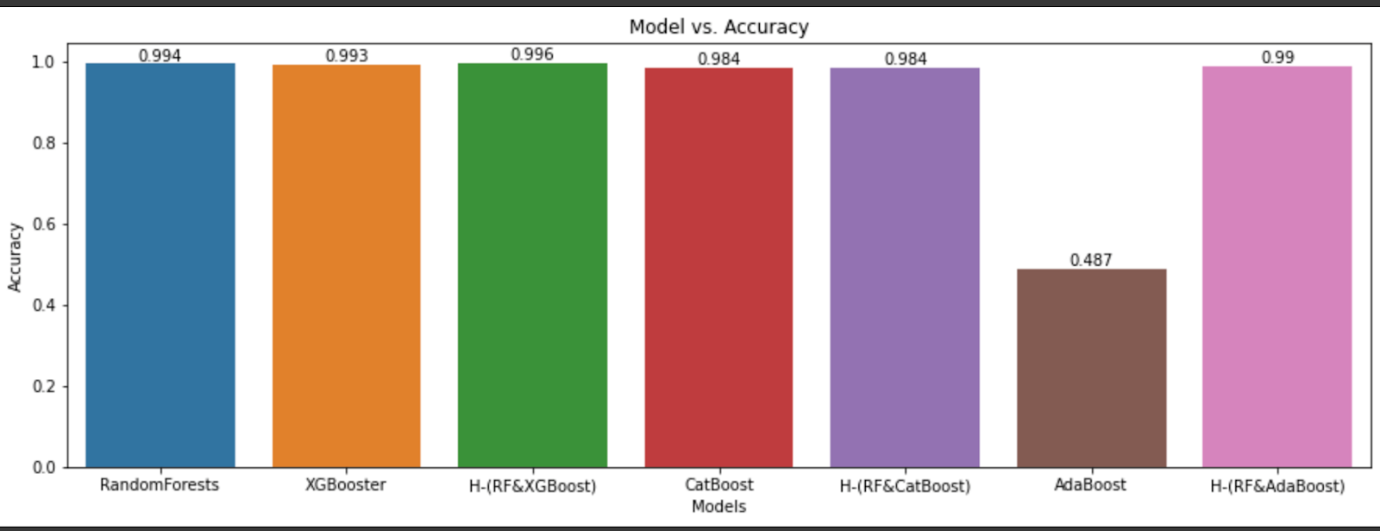 Model vs. Accuracy
0.994 0.993 0.996 0.984 0.984 0.487 0.99
1.0
0.8
0.6
0.4
0.2
0.0
Accuracy
RandomForests XGBooster H-(RF&XGBoost) CatBoost H-(RF&CatBoost) AdaBoost H-(RF&AdaBoost)
Models